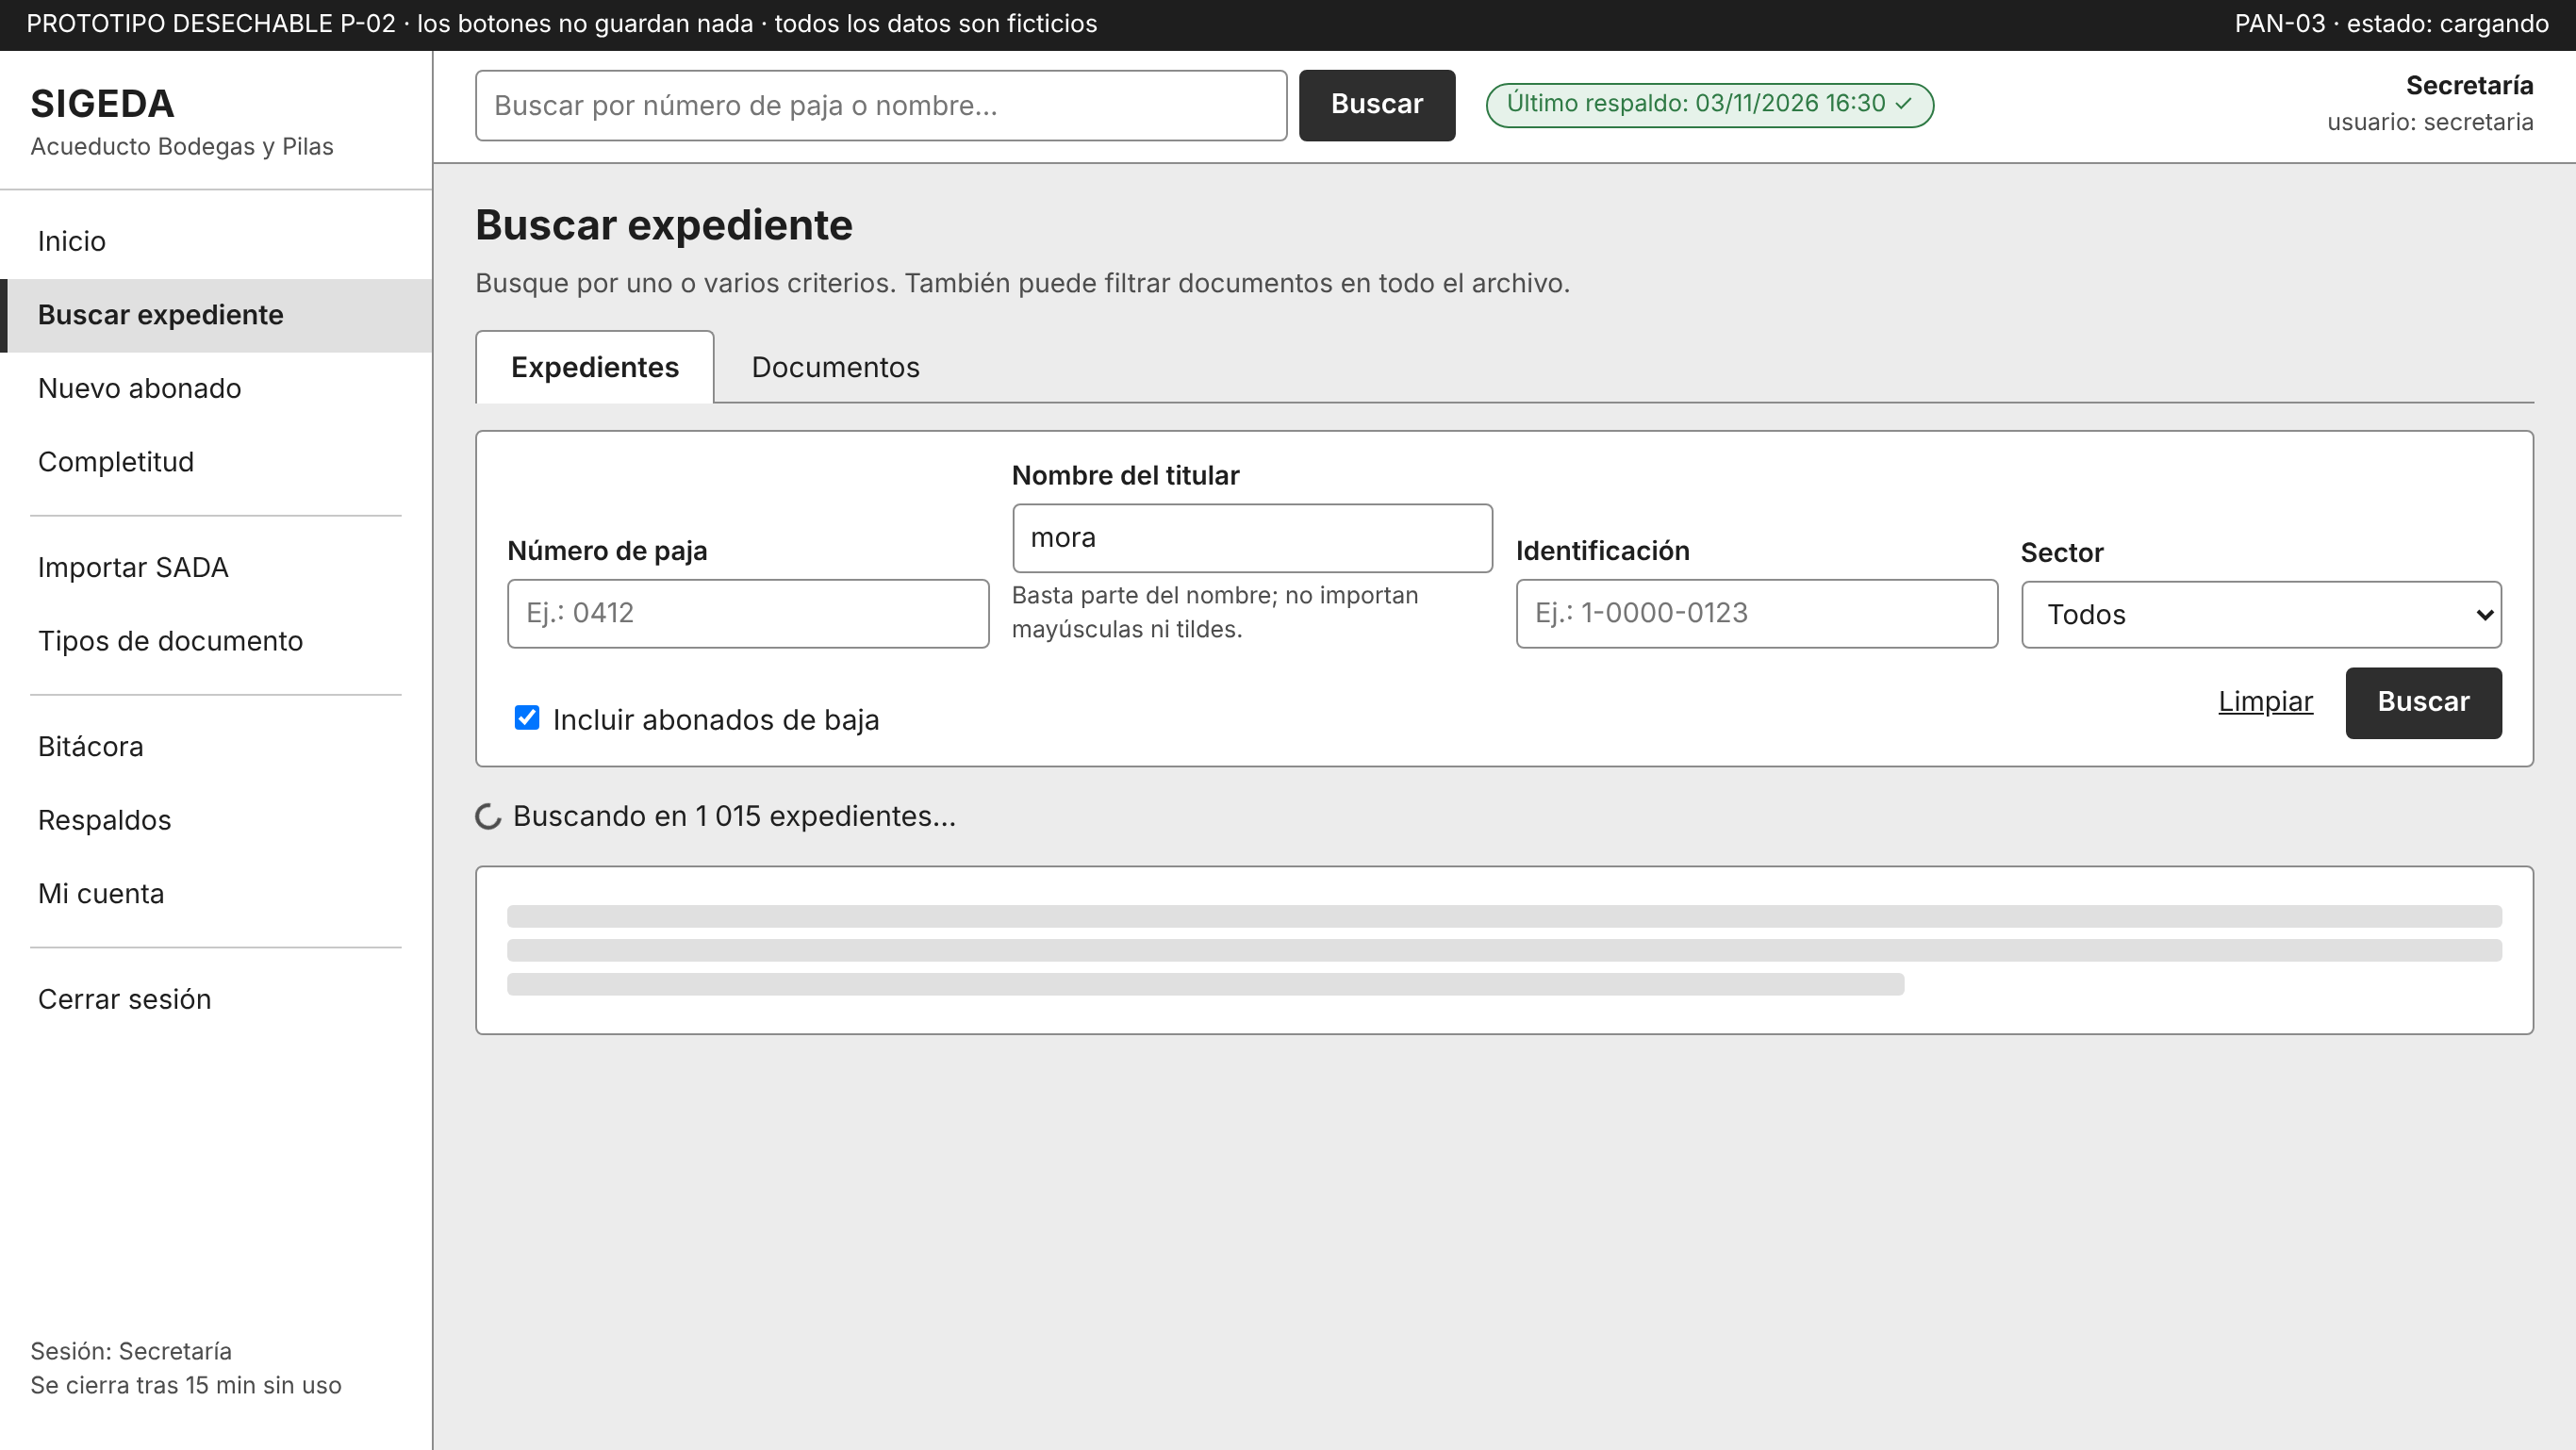 PROTOTIPO DESECHABLE P-02 · los botones no guardan nada · todos los datos son ficticios
PAN-03 · estado: cargando
SIGEDA
Acueducto Bodegas y Pilas
Inicio
Buscar expediente
Nuevo abonado
Completitud
Importar SADA
Tipos de documento
Bitácora
Respaldos
Mi cuenta
Cerrar sesión
Sesión: Secretaría
Se cierra tras 15 min sin uso
Buscar por número de paja o nombre...
Buscar
Último respaldo: 03/11/2026 16:30 ✓
Secretaría
usuario: secretaria
Buscar expediente
Busque por uno o varios criterios. También puede filtrar documentos en todo el archivo.
Expedientes
Documentos
Número de paja
Ej.: 0412
Nombre del titular
mora
Basta parte del nombre; no importan
mayúsculas ni tildes.
Identificación
Ej.: 1-0000-0123
Sector
Todos
Incluir abonados de baja
Limpiar
Buscar
Buscando en 1 015 expedientes...